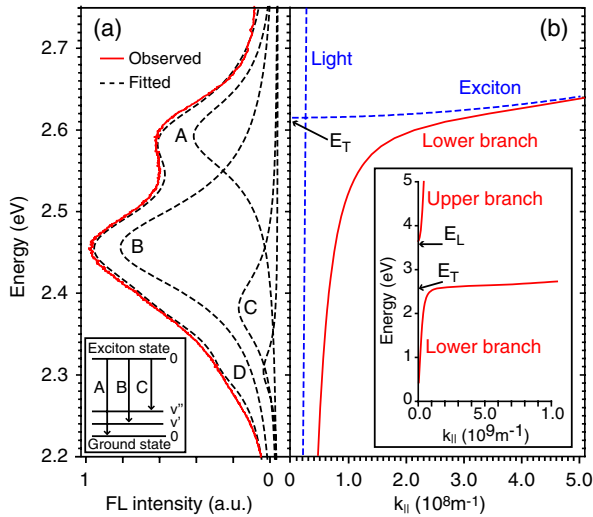 (a)
Observed
Fitted
A
B
C
D
2.7
2.6
2.5
2.4
2.3
2.2
Energy (eV)
Exciton state
0
A B C
v''
v'
Ground state
0
1 0
FL intensity (a.u.)
(b)
Light
Exciton
E_T
Lower branch
5
4
3
2
1
0
Energy (eV)
Upper branch
E_L
E_T
Lower branch
0.0 1.0
k_|| (10^9m^-1)
0 1.0 2.0 3.0 4.0 5.0
k_|| (10^8m^-1)